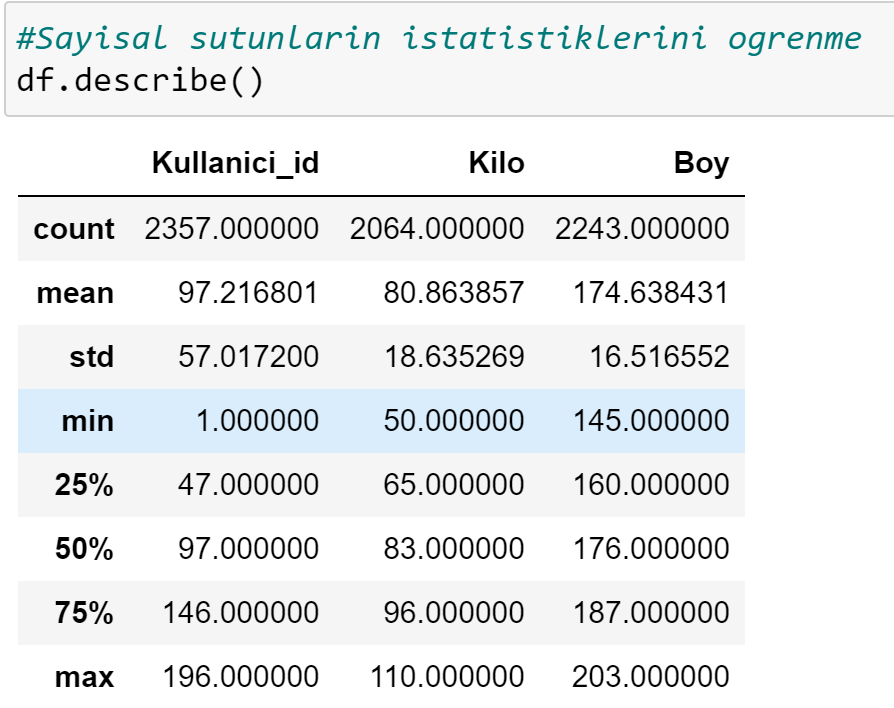 #Sayisal sutunlarin istatistiklerini ogrenme
df.describe()
Kullanici_id Kilo Boy
count 2357.000000 2064.000000 2243.000000
mean 97.216801 80.863857 174.638431
std 57.017200 18.635269 16.516552
min 1.000000 50.000000 145.000000
25% 47.000000 65.000000 160.000000
50% 97.000000 83.000000 176.000000
75% 146.000000 96.000000 187.000000
max 196.000000 110.000000 203.000000